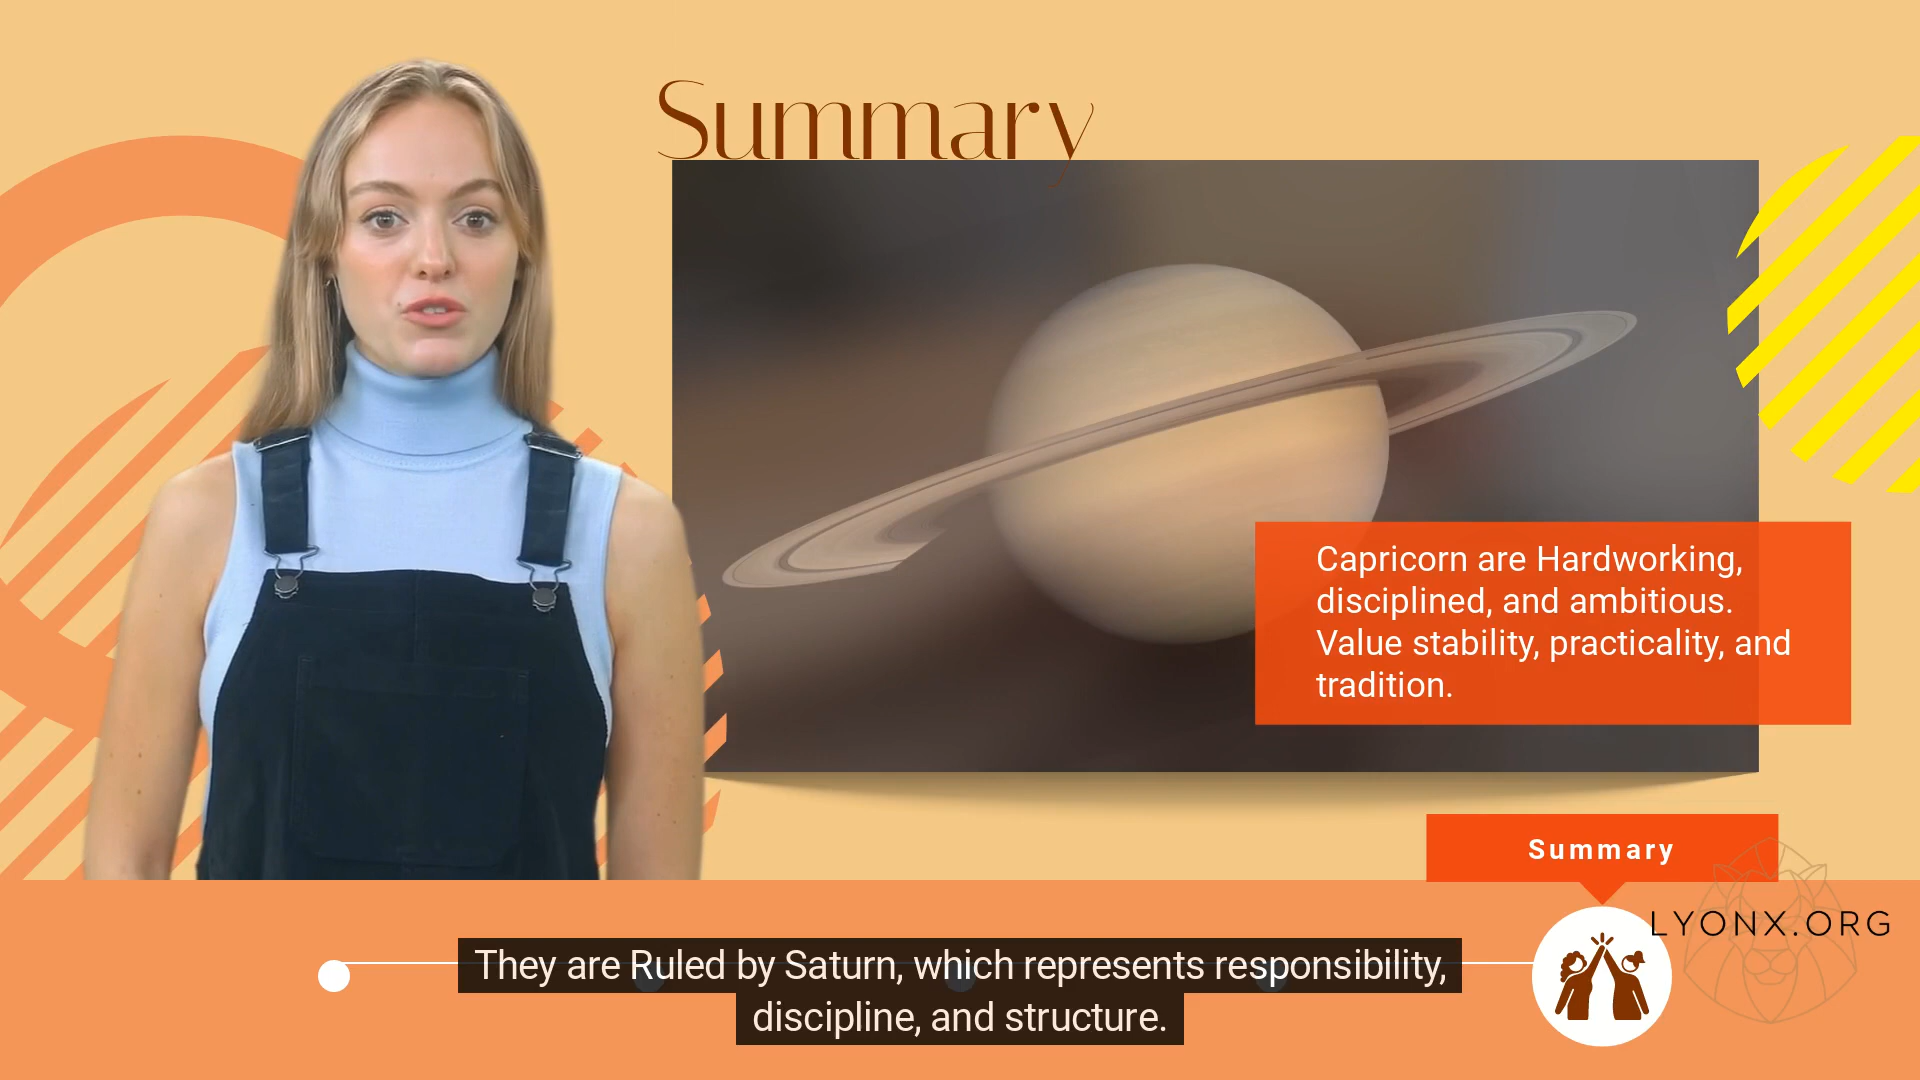 Summary
Capricorn are Hardworking,
disciplined, and ambitious.
Value stability, practicality, and
tradition.
Summary
LYONX.ORG
They are Ruled by Saturn, which represents responsibility,
discipline, and structure.